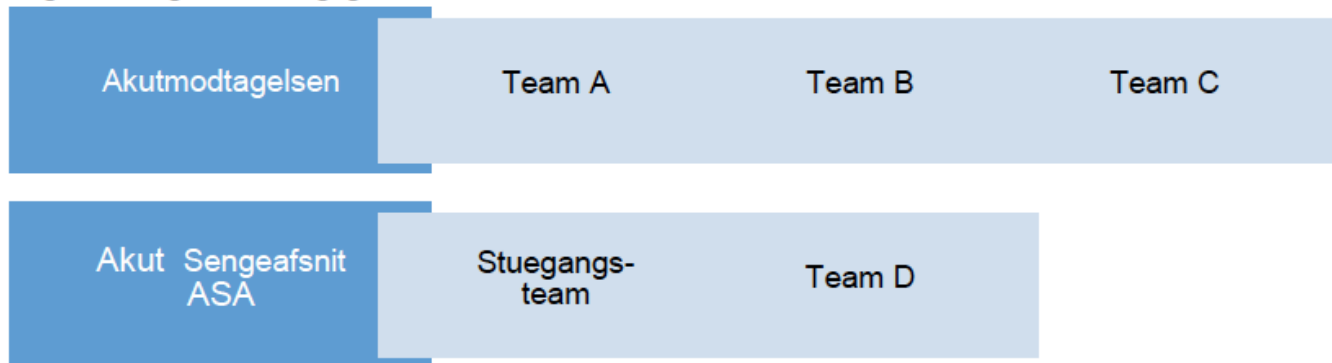 Akutmodtagelsen Team A Team B Team C
Akut Sengeafsnit
ASA
Stuegangs-
team
Team D